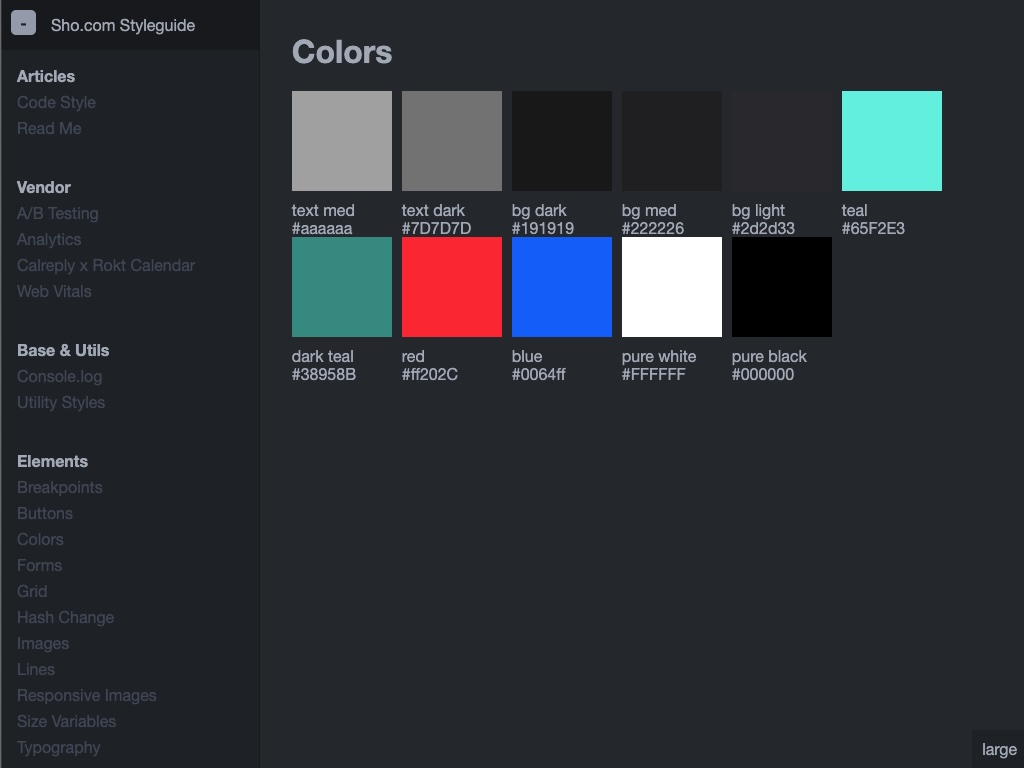 -
Sho.com Styleguide
Articles
Code Style
Read Me
Vendor
A/B Testing
Analytics
Calreply x Rokt Calendar
Web Vitals
Base & Utils
Console.log
Utility Styles
Elements
Breakpoints
Buttons
Colors
Forms
Grid
Hash Change
Images
Lines
Responsive Images
Size Variables
Typography
Colors
text med
#aaaaaa
text dark
#7D7D7D
bg dark
#191919
bg med
#222226
bg light
#2d2d33
teal
#65F2E3
dark teal
#38958B
red
#ff202C
blue
#0064ff
pure white
#FFFFFF
pure black
#000000
large